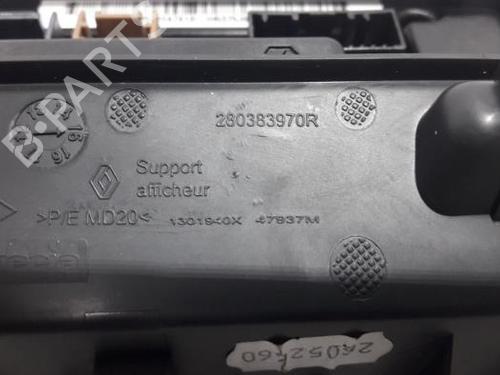 280383970R
Support
afficheur
>P/E MD20<
1301940X 47937M
B-PARTS
2A052F60